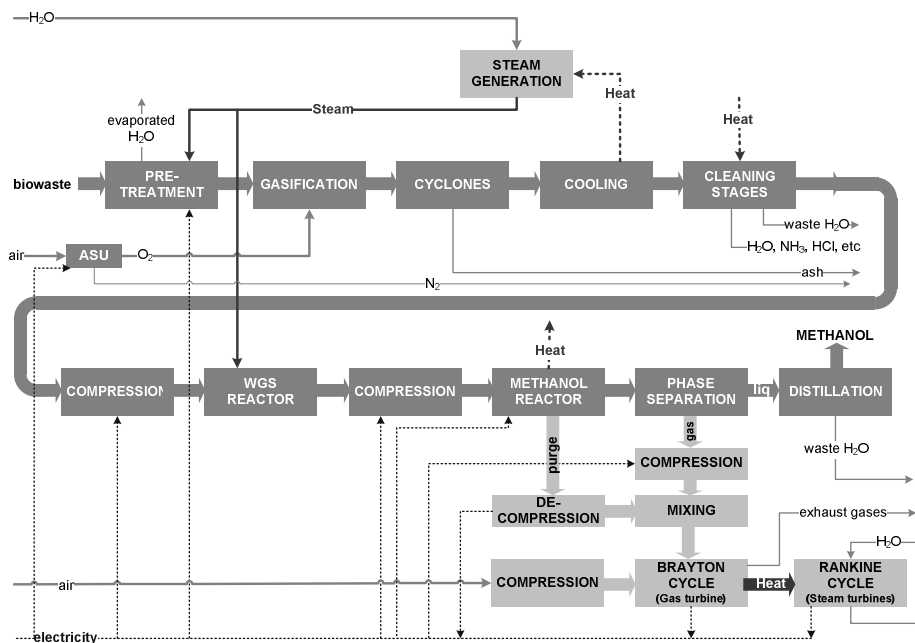 H₂O
STEAM
GENERATION
Heat
Steam
Heat
evaporated
H₂O
biowaste
PRE-
TREATMENT
GASIFICATION
CYCLONES
COOLING
CLEANING
STAGES
waste H₂O
H₂O, NH₃, HCl, etc
air
ASU
O₂
ash
N₂
METHANOL
Heat
COMPRESSION
WGS
REACTOR
COMPRESSION
METHANOL
REACTOR
PHASE
SEPARATION
liq
DISTILLATION
purge
gas
waste H₂O
COMPRESSION
DE-
COMPRESSION
MIXING
exhaust gases
H₂O
air
COMPRESSION
BRAYTON
CYCLE
(Gas turbine)
Heat
RANKINE
CYCLE
(Steam turbines)
electricity